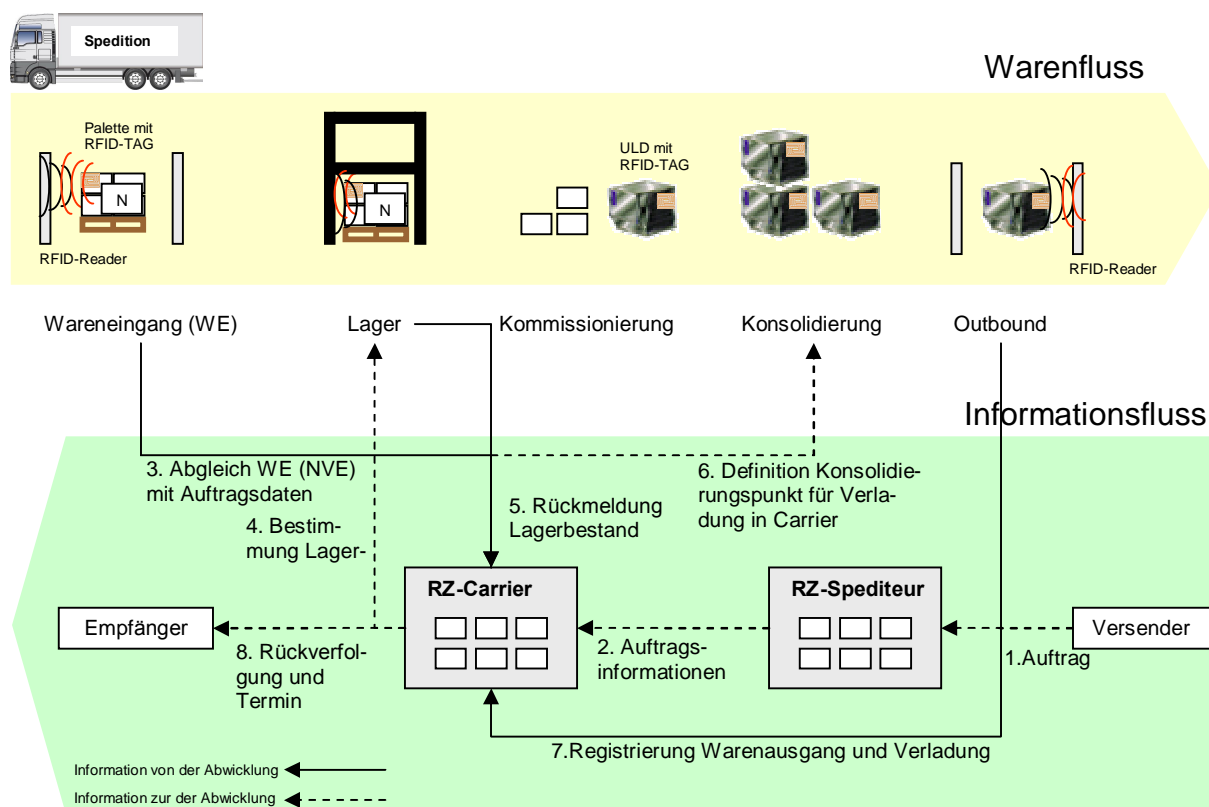 Spedition
Warenfluss
Palette mit
RFID-TAG
ULD mit
RFID-TAG
N
N
RFID-Reader
RFID-Reader
Wareneingang (WE)
Lager
Kommissionierung
Konsolidierung
Outbound
Informationsfluss
3. Abgleich WE (NVE)
mit Auftragsdaten
6. Definition Konsolidie-
rungspunkt für Verla-
dung in Carrier
5. Rückmeldung
Lagerbestand
4. Bestim-
mung Lager-
RZ-Carrier
RZ-Spediteur
Empfänger
Versender
8. Rückverfol-
gung und
Termin
2. Auftrags-
informationen
1.Auftrag
7.Registrierung Warenausgang und Verladung
Information von der Abwicklung
Information zur der Abwicklung